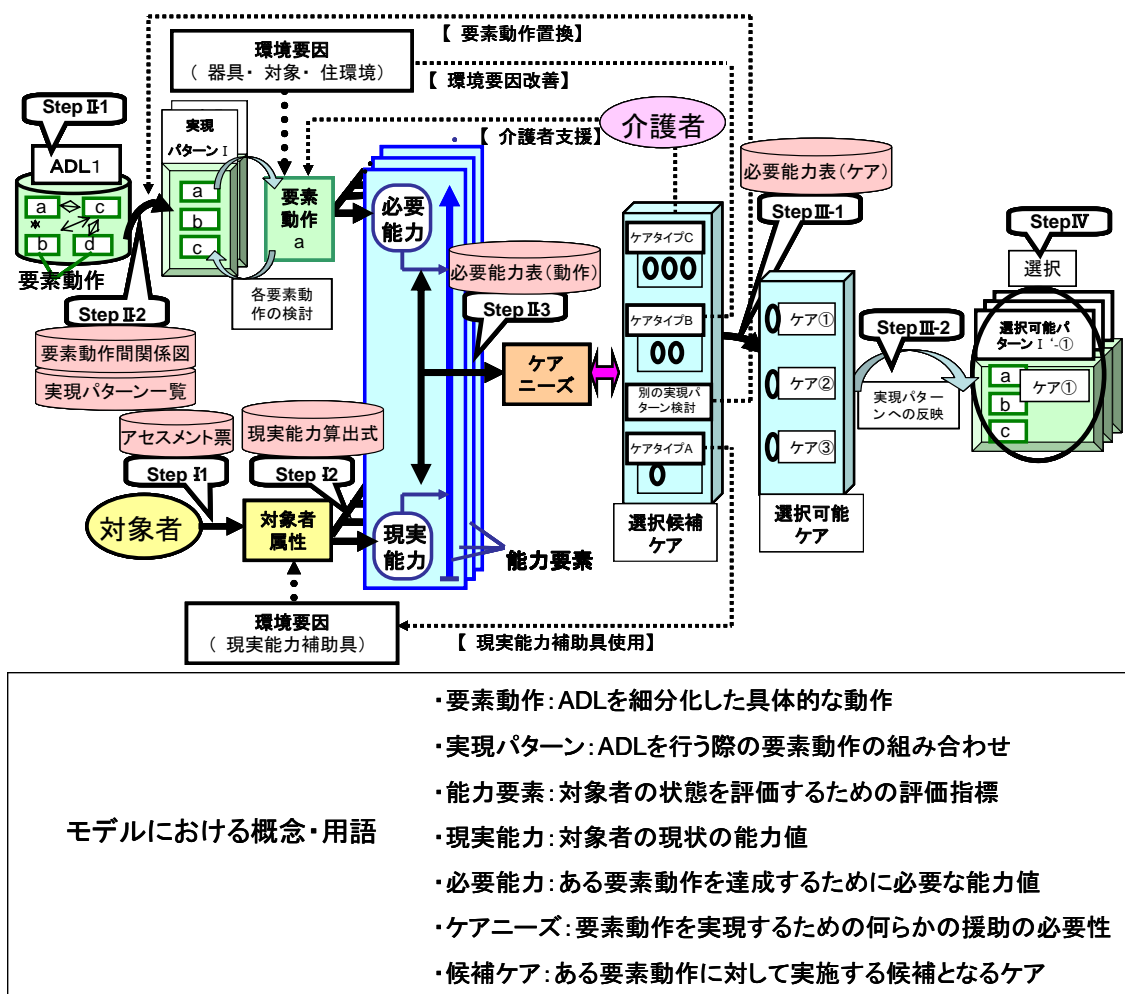 【 要素動作置換】
環境要因
( 器具・ 対象・ 住環境)
【 環境要因改善】
Step Ⅱ-1
実現
パターン Ⅰ
【 介護者支援】
介護者
ADL1
必要能力表(ケア)
a
c
b
d
要素動作
a
b
c
要素
動作
a
必要
能力
Step Ⅲ-1
StepⅣ
選択
ケアタイプC
必要能力表(動作)
各要素動
作の検討
Step Ⅱ-2
Step Ⅱ-3
ケアタイプB
ケア①
Step Ⅲ-2
選択可能パ
ターンⅠ‘-①
要素動作間関係図
実現パターン一覧
ケア
ニーズ
別の実現パ
ターン検討
ケア②
実現パター
ンへの反映
a
ケア①
b
c
アセスメント票
現実能力算出式
ケアタイプA
ケア③
Step Ⅰ1
Step Ⅰ2
対象者
対象者
属性
現実
能力
能力要素
選択候補
ケア
選択可能
ケア
環境要因
( 現実能力補助具)
【 現実能力補助具使用】
モデルにおける概念・用語
・要素動作:ADLを細分化した具体的な動作
・実現パターン:ADLを行う際の要素動作の組み合わせ
・能力要素:対象者の状態を評価するための評価指標
・現実能力:対象者の現状の能力値
・必要能力:ある要素動作を達成するために必要な能力値
・ケアニーズ:要素動作を実現するための何らかの援助の必要性
・候補ケア:ある要素動作に対して実施する候補となるケア